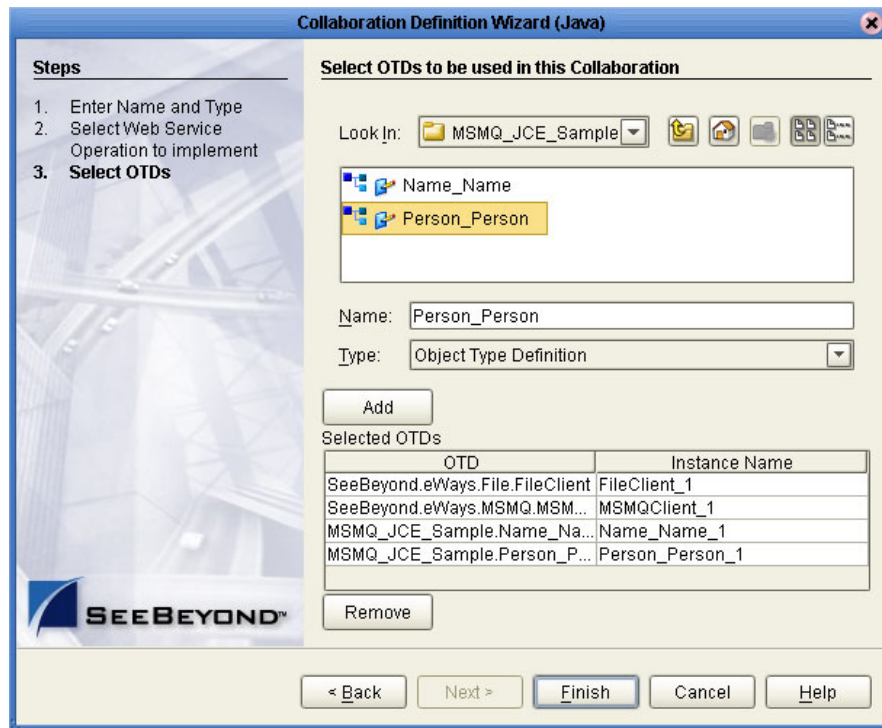 Collaboration Definition Wizard (Java)
Steps
1. Enter Name and Type
2. Select Web Service
Operation to implement
3. Select OTDs
Select OTDs to be used in this Collaboration
Look In: MSMQ_JCE_Sample
Name_Name
Person_Person
Name: Person_Person
Type: Object Type Definition
Add
Selected OTDs
OTD Instance Name
SeeBeyond.eWays.File.FileClient FileClient_1
SeeBeyond.eWays.MSMQ.MSM... MSMQClient_1
MSMQ_JCE_Sample.Name_Na... Name_Name_1
MSMQ_JCE_Sample.Person_P... Person_Person_1
Remove
SEEBEYOND™
< Back Next > Finish Cancel Help